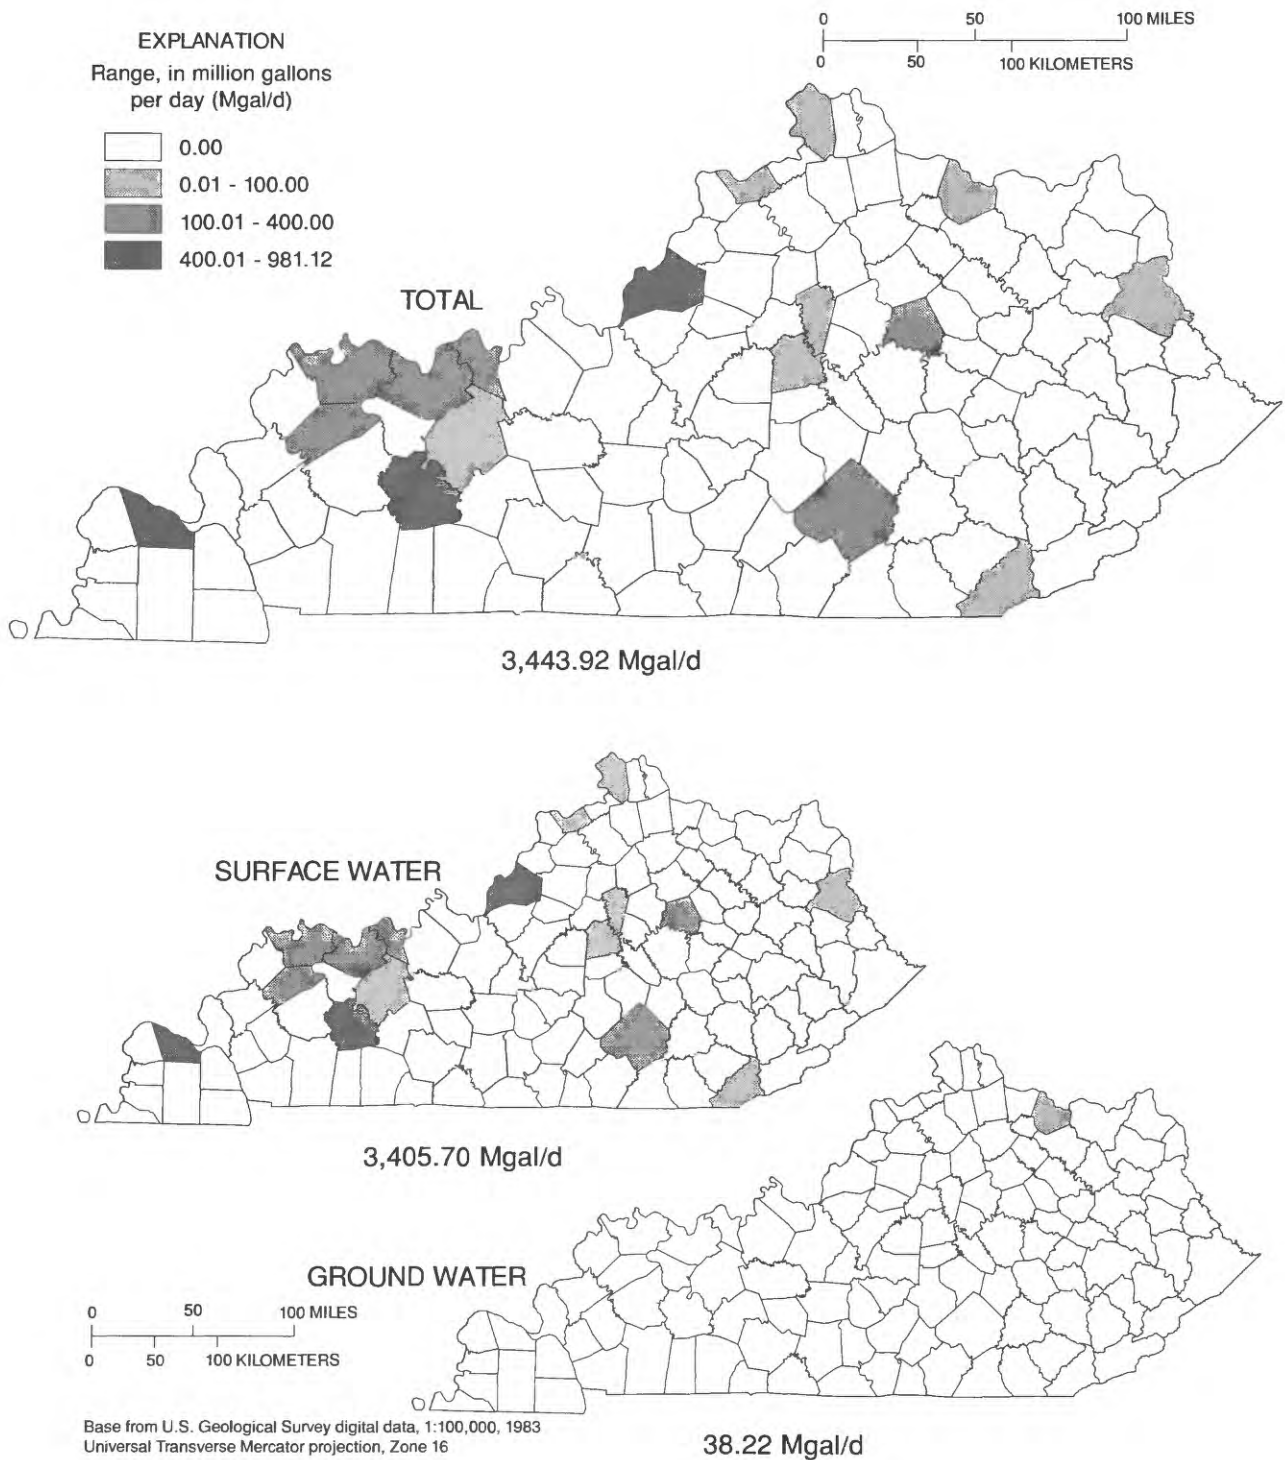 EXPLANATION
Range, in million gallons
per day (Mgal/d)
0.00
0.01 - 100.00
100.01 - 400.00
400.01 - 981.12
0 50 100 MILES
0 50 100 KILOMETERS
TOTAL
3,443.92 Mgal/d
SURFACE WATER
3,405.70 Mgal/d
GROUND WATER
0 50 100 MILES
0 50 100 KILOMETERS
Base from U.S. Geological Survey digital data, 1:100,000, 1983
Universal Transverse Mercator projection, Zone 16
38.22 Mgal/d